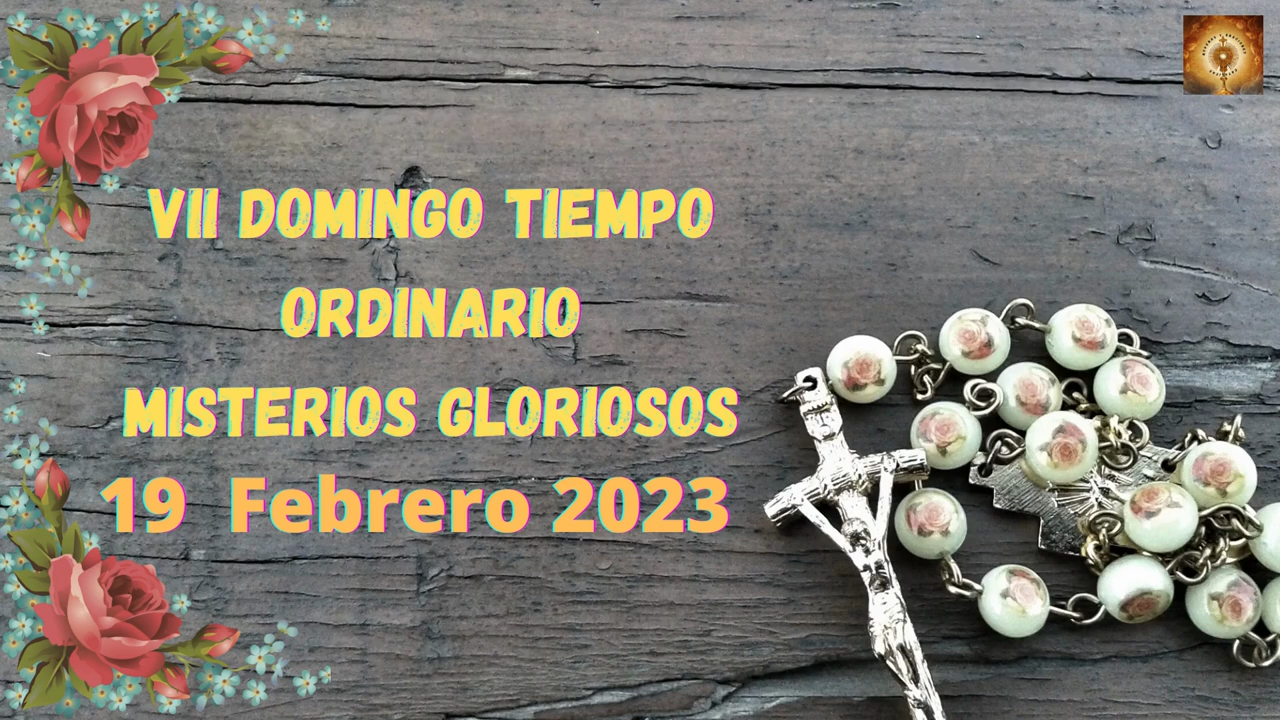 VII DOMINGO TIEMPO
ORDINARIO
MISTERIOS GLORIOSOS
19 Febrero 2023